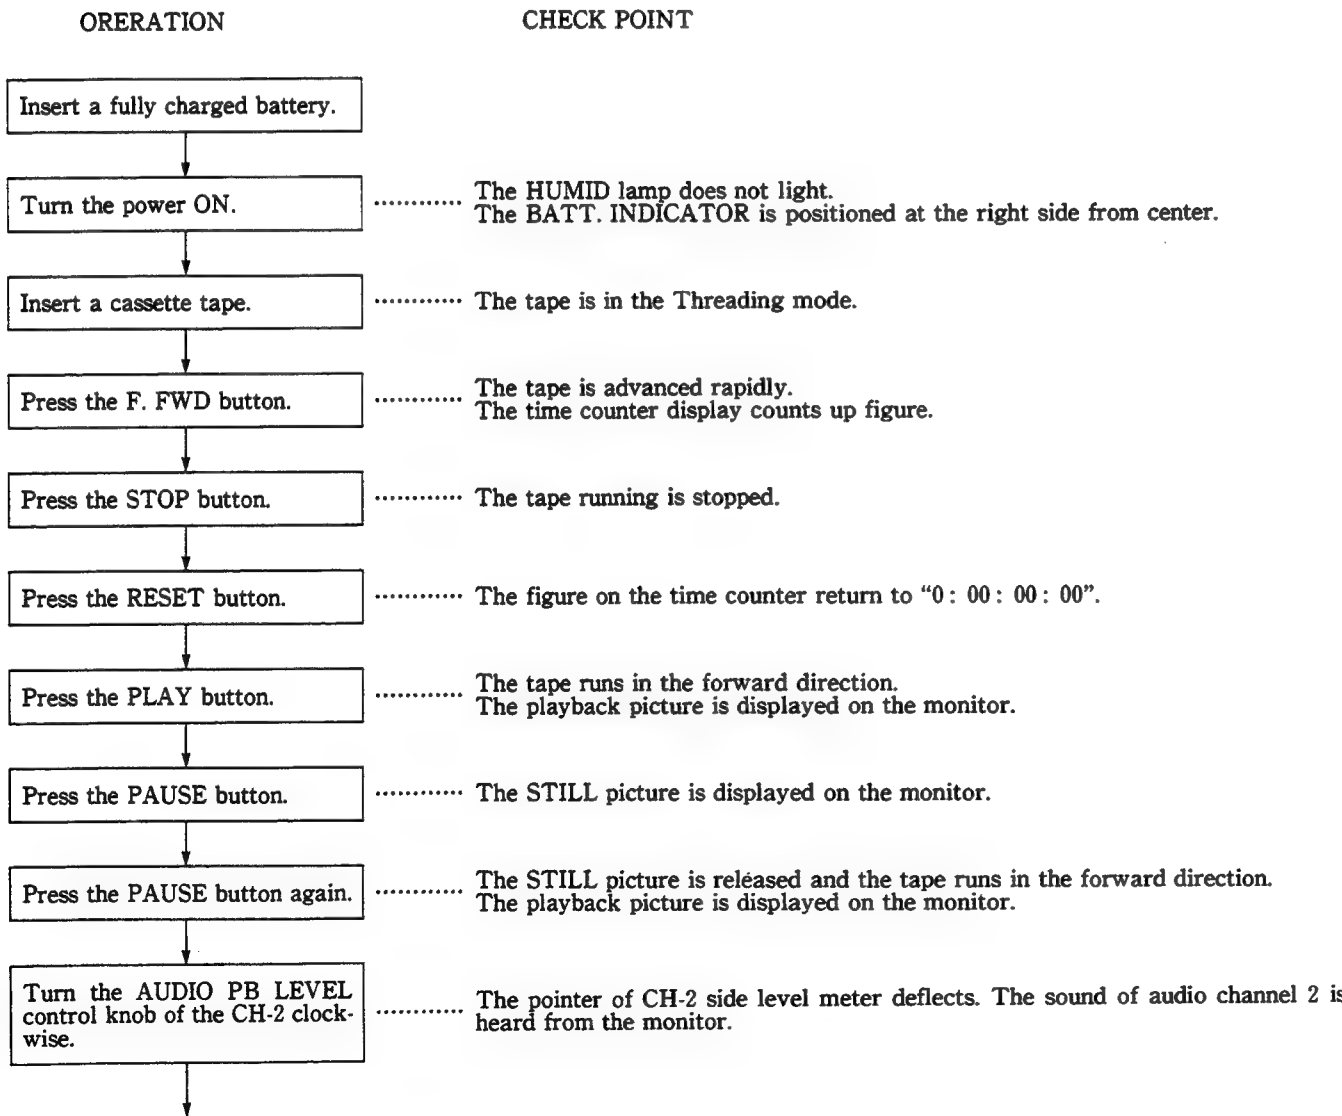 ORERATION CHECK POINT
Insert a fully charged battery.
Turn the power ON. ············ The HUMID lamp does not light.
The BATT. INDICATOR is positioned at the right side from center.
Insert a cassette tape. ············ The tape is in the Threading mode.
Press the F. FWD button. ············ The tape is advanced rapidly.
The time counter display counts up figure.
Press the STOP button. ············ The tape running is stopped.
Press the RESET button. ············ The figure on the time counter return to “0 : 00 : 00 : 00”.
Press the PLAY button. ············ The tape runs in the forward direction.
The playback picture is displayed on the monitor.
Press the PAUSE button. ············ The STILL picture is displayed on the monitor.
Press the PAUSE button again. ············ The STILL picture is released and the tape runs in the forward direction.
The playback picture is displayed on the monitor.
Turn the AUDIO PB LEVEL
control knob of the CH-2 clock-
wise.
············ The pointer of CH-2 side level meter deflects. The sound of audio channel 2 is
heard from the monitor.